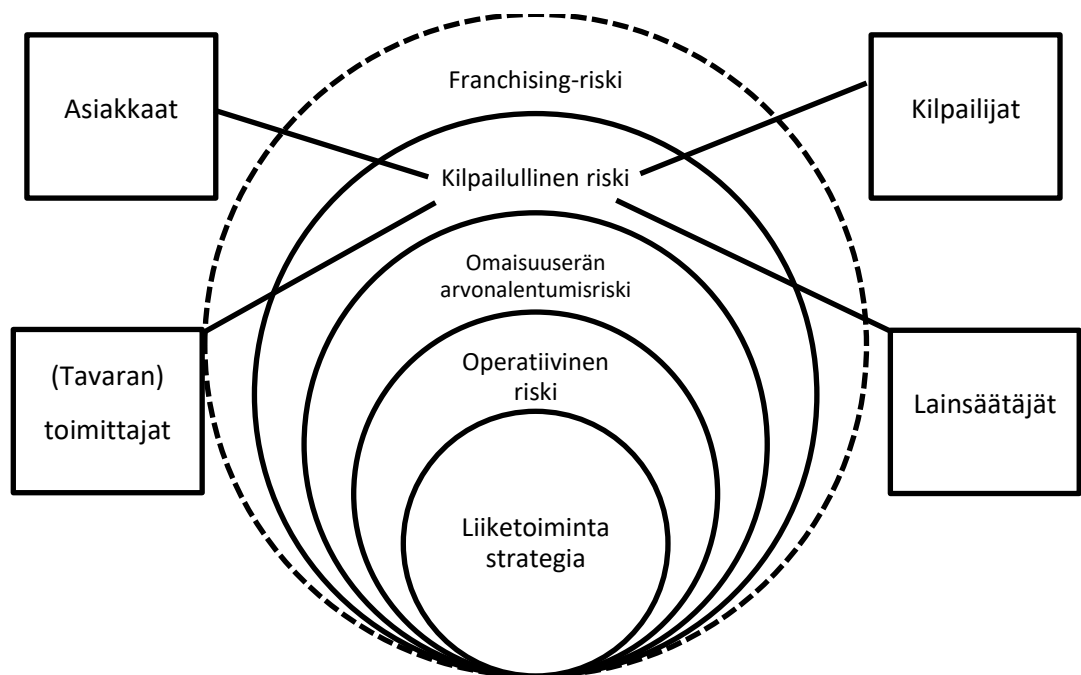 Franchising-riski
Asiakkaat
Kilpailijat
Kilpailullinen riski
Omaisuuserän
arvonalentumisriski
(Tavaran)
toimittajat
Operatiivinen
riski
Lainsäätäjät
Liiketoiminta
strategia